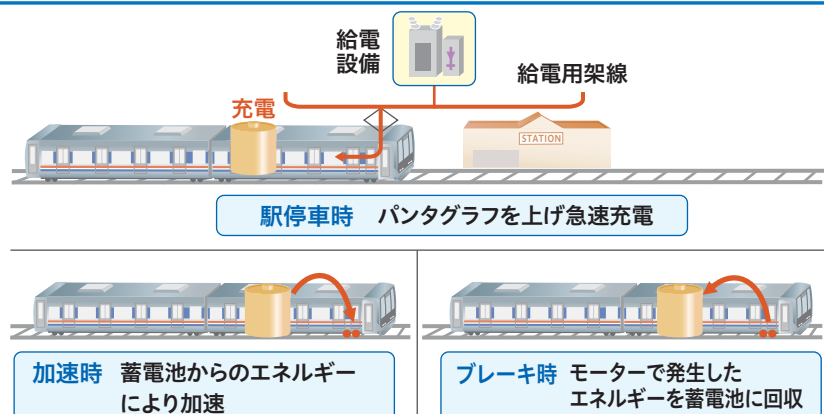 給電
設備
給電用架線
充電
STATION
駅停車時 パンタグラフを上げ急速充電
加速時 蓄電池からのエネルギー
により加速
ブレーキ時 モーターで発生した
エネルギーを蓄電池に回収